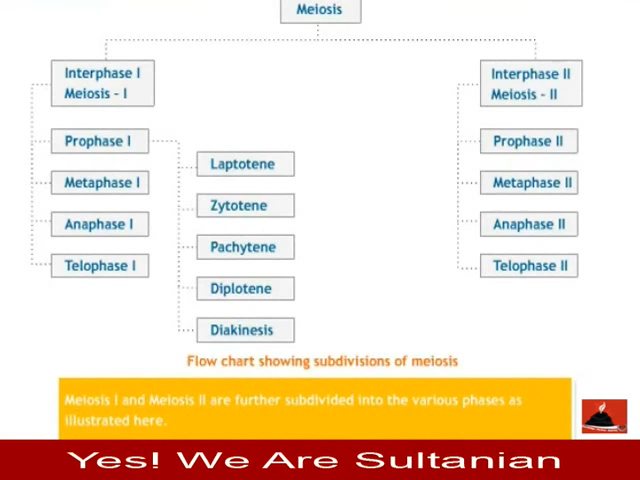 Meiosis
Interphase I
Meiosis - I
Interphase II
Meiosis - II
Prophase I
Prophase II
Laptotene
Metaphase I
Metaphase II
Zytotene
Anaphase I
Anaphase II
Pachytene
Telophase I
Telophase II
Diplotene
Diakinesis
Flow chart showing subdivisions of meiosis
Meiosis I and Meiosis II are further subdivided into the various phases as
illustrated here.
Yes! We Are Sultanian